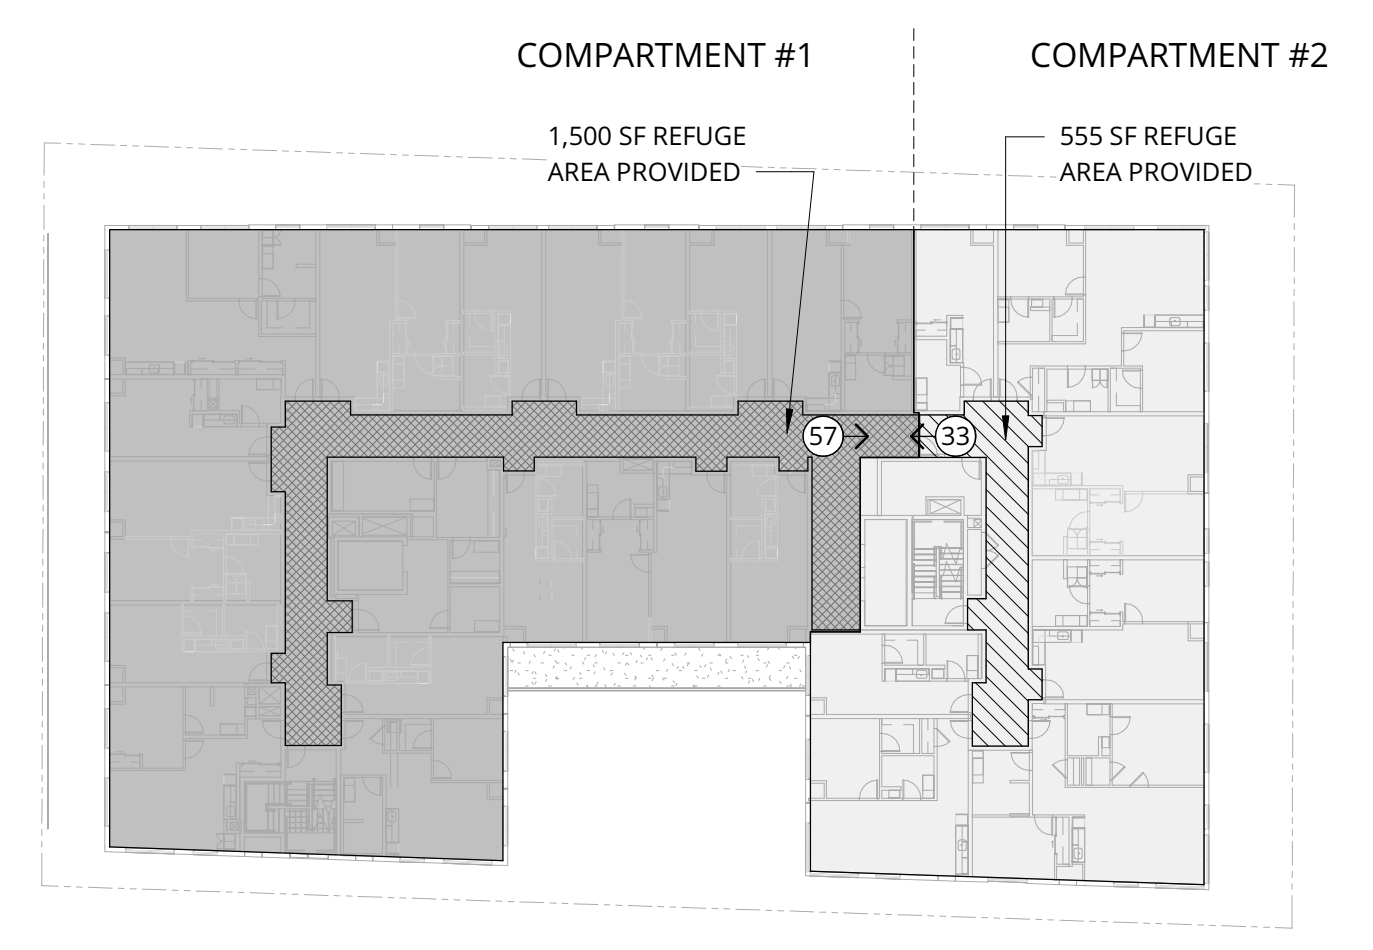 COMPARTMENT #1
COMPARTMENT #2
1,500 SF REFUGE
AREA PROVIDED
555 SF REFUGE
AREA PROVIDED
57
33